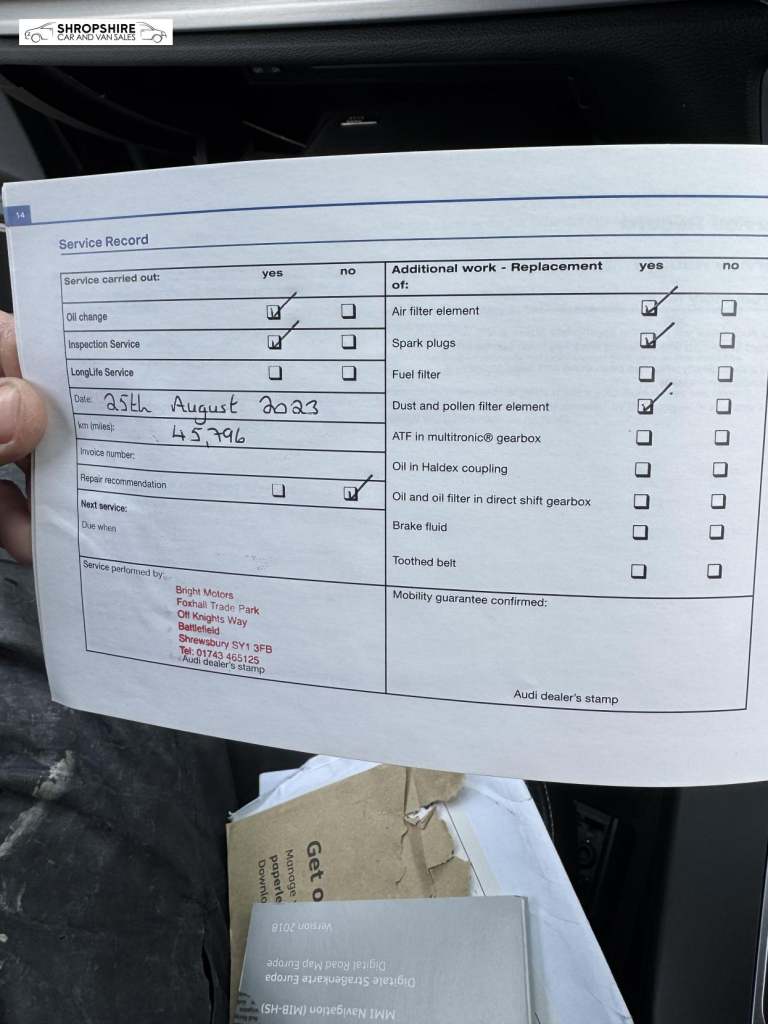 SHROPSHIRE
CAR AND VAN SALES
14
Service Record
Service carried out: yes no
Oil change
Inspection Service
LongLife Service
Date: 25th August 2023
km (miles): 45,796
Invoice number:
Repair recommendation
Next service:
Due when
Service performed by:
Bright Motors
Foxhall Trade Park
Off Knights Way
Battlefield
Shrewsbury SY1 3FB
Tel: 01743 465125
Audi dealer's stamp
Additional work - Replacement of: yes no
Air filter element
Spark plugs
Fuel filter
Dust and pollen filter element
ATF in multitronic® gearbox
Oil in Haldex coupling
Oil and oil filter in direct shift gearbox
Brake fluid
Toothed belt
Mobility guarantee confirmed:
Audi dealer's stamp
Get o
Manage
paperle
Downlo
MMI Navigation (MIB-HS)
Digitale Straßenkarte Europa
Digital Road Map Europe
Version 2018